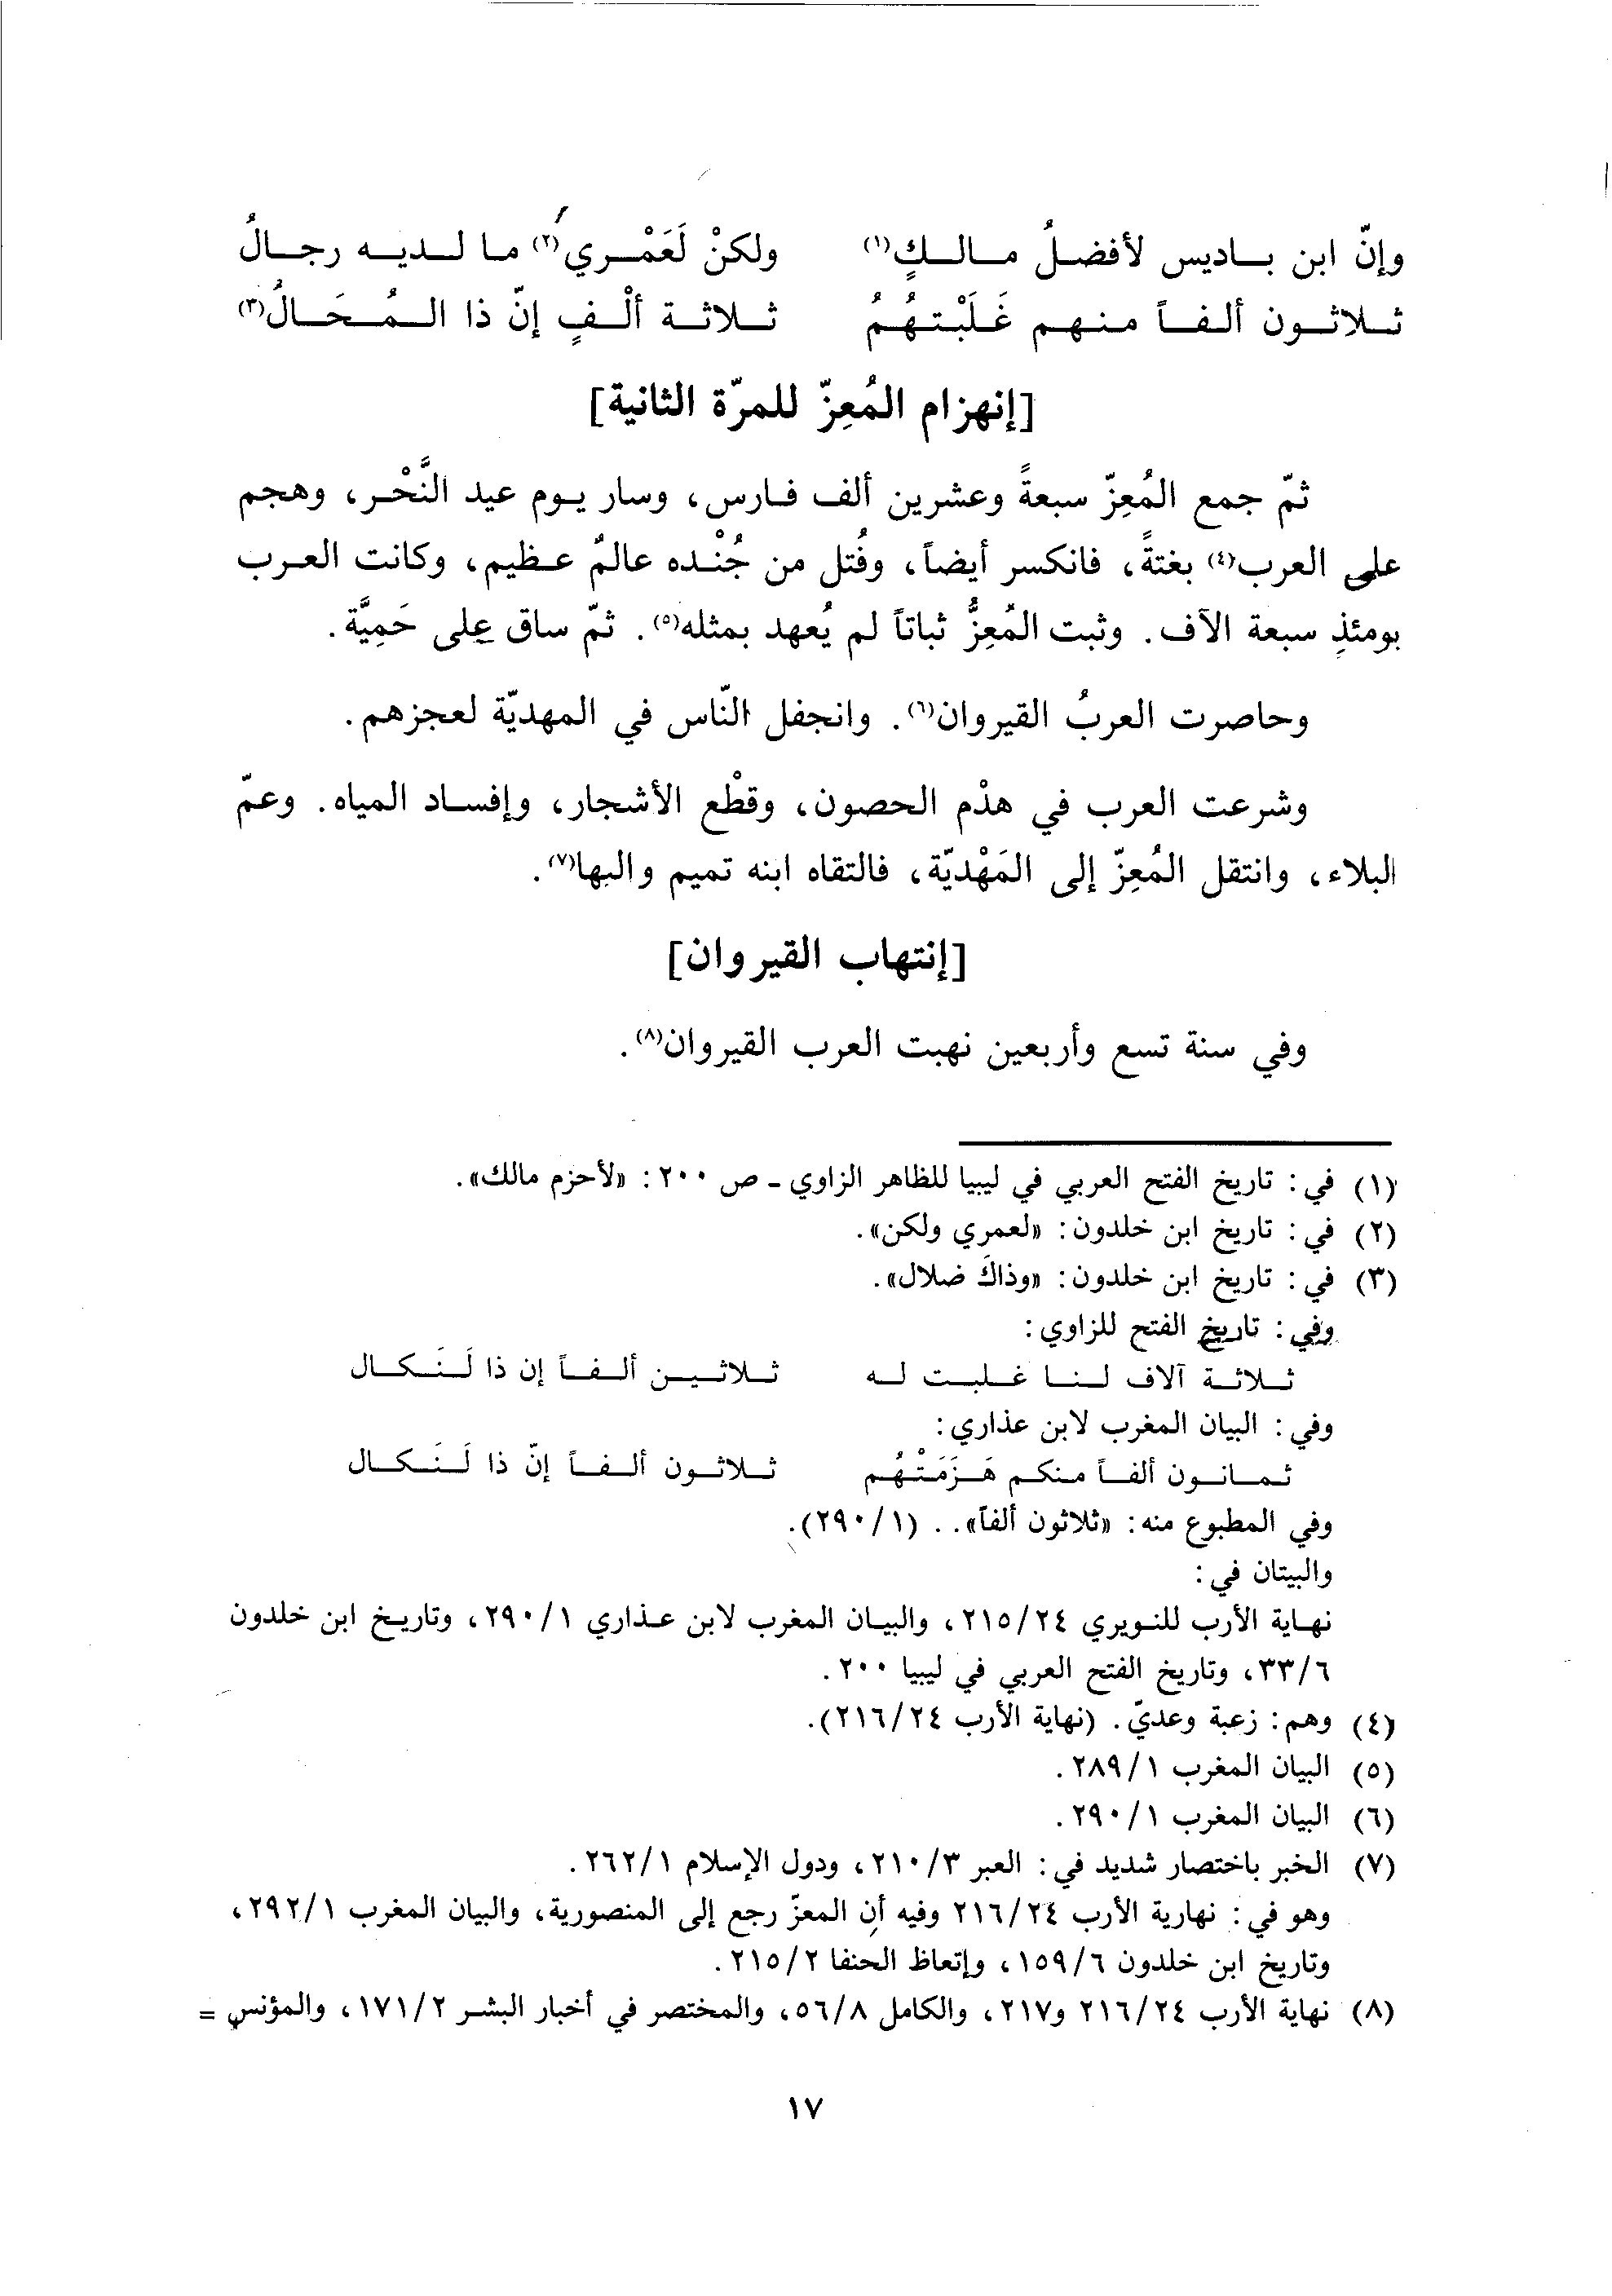 وإنّ ابن باديس لأفضلُ مالكٍ(١) ولكنْ لَعَمْري(٢) ما لديه رجالُ
ثلاثون ألفاً منهم غَلَبْتهُمُ ثلاثة ألْفٍ إنّ ذا المُحَالُ(٣)
[إنهزام المُعِزّ للمرّة الثانية]
ثمّ جمع المُعِزّ سبعةً وعشرين ألف فارس، وسار يوم عيد النَّحْر، وهجم
على العرب(٤) بغتةً، فانكسر أيضاً، وقُتل من جُنْده عالمٌ عظيم، وكانت العرب
يومئذٍ سبعة الآف. وثبت المُعِزُّ ثباتاً لم يُعهد بمثله(٥). ثمّ ساق على حَمِيَّة.
وحاصرت العربُ القيروان(٦). وانجفل النّاس في المهديّة لعجزهم.
وشرعت العرب في هدْم الحصون، وقطْع الأشجار، وإفساد المياه. وعمّ
البلاء، وانتقل المُعِزّ إلى المَهْديّة، فالتقاه ابنه تميم واليها(٧).
[إنتهاب القيروان]
وفي سنة تسع وأربعين نهبت العرب القيروان(٨).
(١) في: تاريخ الفتح العربي في ليبيا للظاهر الزاوي ـ ص ٢٠٠: «لأحزم مالك».
(٢) في: تاريخ ابن خلدون: «لعمري ولكن».
(٣) في: تاريخ ابن خلدون: «وذاكَ ضلال».
وفي: تاريخ الفتح للزاوي:
ثلاثة آلاف لنا غلبت له ثلاثين ألفاً إن ذا لَنَكال
وفي: البيان المغرب لابن عذاري:
ثمانون ألفاً منكم هَزَمَتْهُم ثلاثون ألفاً إنّ ذا لَنَكال
وفي المطبوع منه: «ثلاثون ألفاً».. (٢٩٠/١).
والبيتان في:
نهاية الأرب للنويري ٢١٥/٢٤، والبيان المغرب لابن عذاري ٢٩٠/١، وتاريخ ابن خلدون
٣٣/٦، وتاريخ الفتح العربي في ليبيا ٢٠٠.
(٤) وهم: زعبة وعديّ. (نهاية الأرب ٢١٦/٢٤).
(٥) البيان المغرب ٢٨٩/١.
(٦) البيان المغرب ٢٩٠/١.
(٧) الخبر باختصار شديد في: العبر ٢١٠/٣، ودول الإسلام ٢٦٢/١.
وهو في: نهارية الأرب ٢١٦/٢٤ وفيه أن المعزّ رجع إلى المنصورية، والبيان المغرب ٢٩٢/١،
وتاريخ ابن خلدون ١٥٩/٦، وإتعاظ الحنفا ٢١٥/٢.
(٨) نهاية الأرب ٢١٦/٢٤ و٢١٧، والكامل ٥٦/٨، والمختصر في أخبار البشر ١٧١/٢، والمؤنس =
١٧